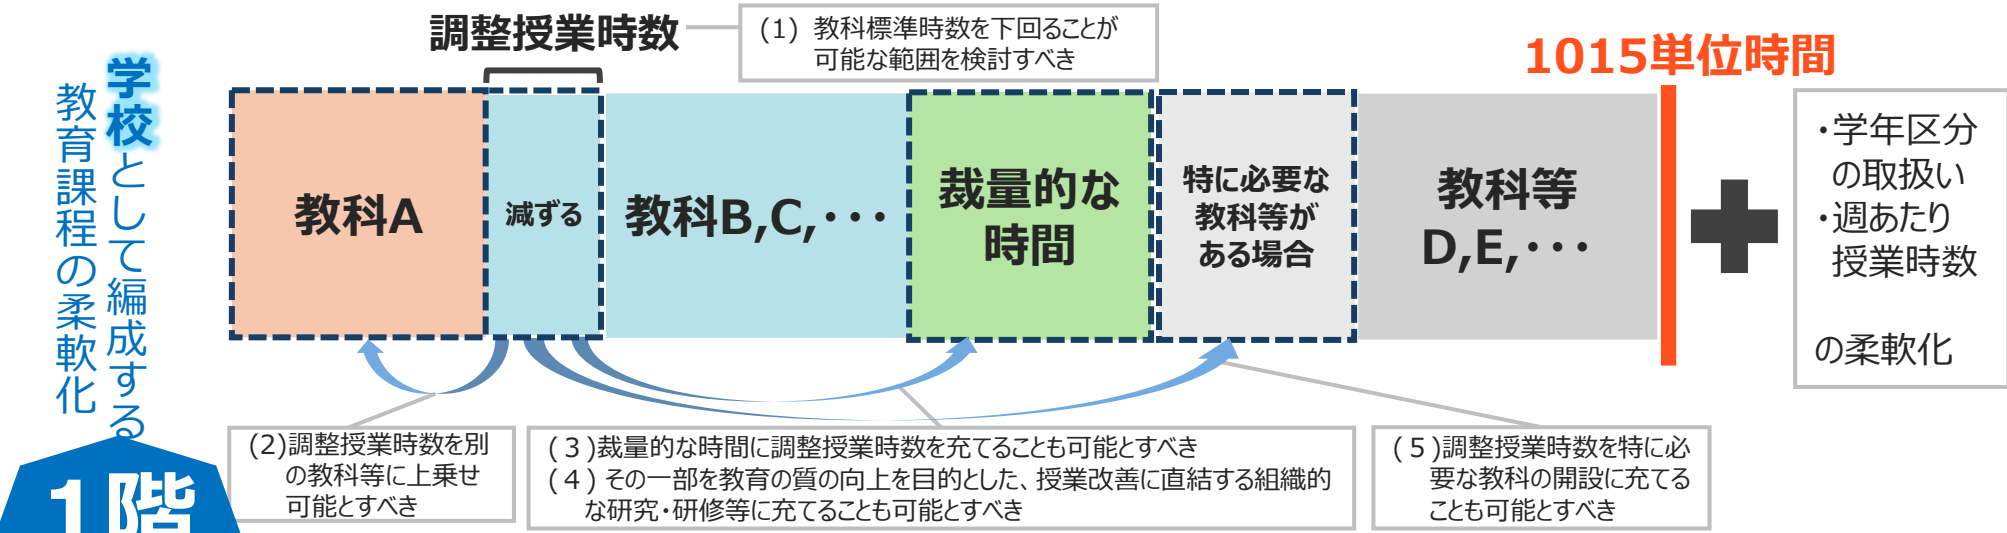 学校として編成する
教育課程の柔軟化
1階
調整授業時数
(1) 教科標準時数を下回ることが
可能な範囲を検討すべき
1015単位時間
教科A
減ずる
教科B,C,・・・
裁量的な
時間
特に必要な
教科等が
ある場合
教科等
D,E,・・・
・学年区分
の取扱い
・週あたり
授業時数
の柔軟化
(2)調整授業時数を別
の教科等に上乗せ
可能とすべき
(３)裁量的な時間に調整授業時数を充てることも可能とすべき
(４) その一部を教育の質の向上を目的とした、授業改善に直結する組織的
な研究・研修等に充てることも可能とすべき
(５)調整授業時数を特に必
要な教科の開設に充てる
ことも可能とすべき